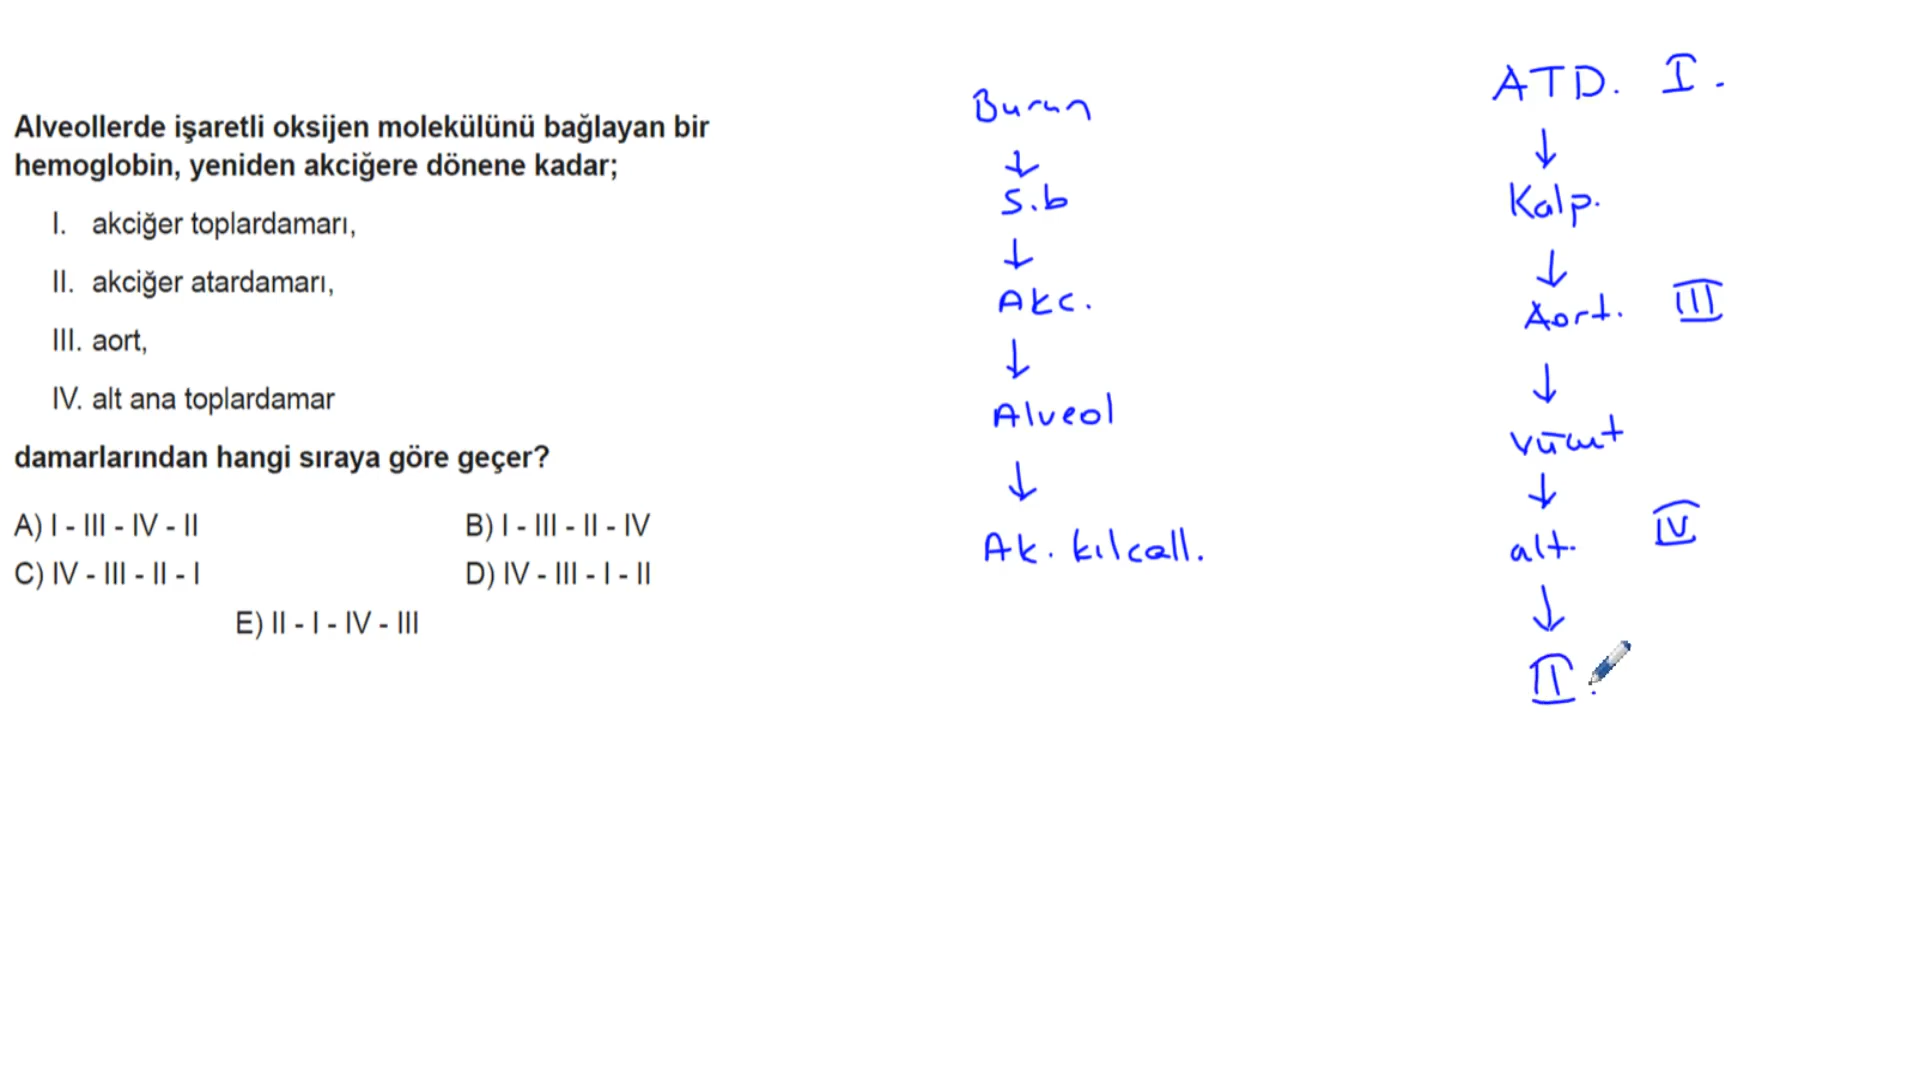 Alveollerde işaretli oksijen molekülünü bağlayan bir
hemoglobin, yeniden akciğere dönene kadar;
I. akciğer toplardamarı,
II. akciğer atardamarı,
III. aort,
IV. alt ana toplardamar
damarlarından hangi sıraya göre geçer?
A) I - III - IV - II
B) I - III - II - IV
C) IV - III - II - I
D) IV - III - I - II
E) II - I - IV - III
Burun
↓
S.b
↓
Akc.
↓
Alveol
↓
Ak. kılcall.
ATD. I.
↓
Kalp.
↓
Aort. III
↓
vücut
↓
alt. IV
↓
II.